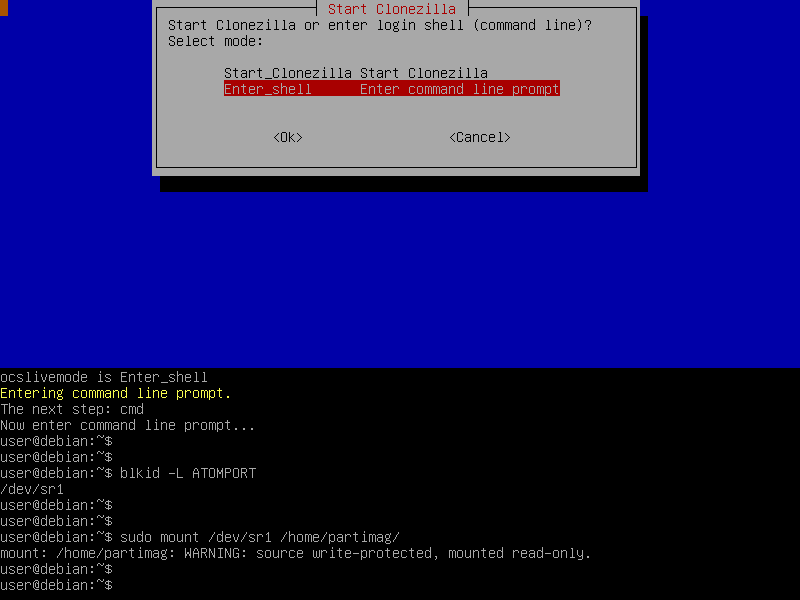 Start Clonezilla
Start Clonezilla or enter login shell (command line)?
Select mode:
Start_Clonezilla Start Clonezilla
Enter_shell      Enter command line prompt
<Ok>                  <Cancel>
ocslivemode is Enter_shell
Entering command line prompt.
The next step: cmd
Now enter command line prompt...
user@debian:~$
user@debian:~$
user@debian:~$ blkid -L ATOMPORT
/dev/sr1
user@debian:~$
user@debian:~$
user@debian:~$ sudo mount /dev/sr1 /home/partimag/
mount: /home/partimag: WARNING: source write-protected, mounted read-only.
user@debian:~$
user@debian:~$